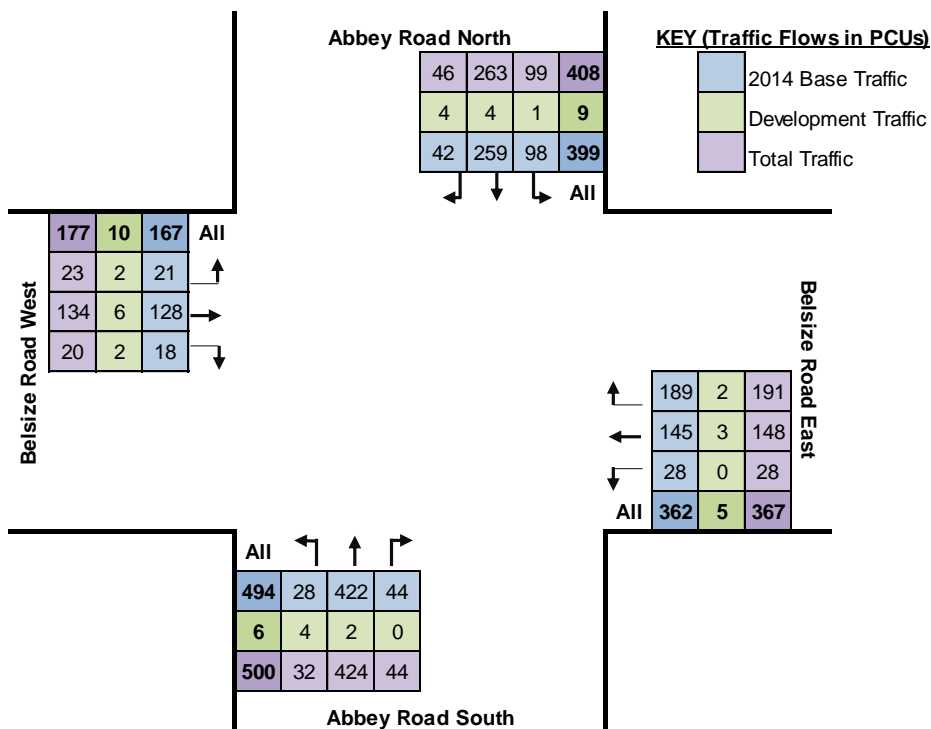 Abbey Road North
46 263 99 408
4 4 1 9
42 259 98 399
All
KEY (Traffic Flows in PCUs)
2014 Base Traffic
Development Traffic
Total Traffic
Belsize Road West
177 10 167 All
23 2 21
134 6 128
20 2 18
Belsize Road East
189 2 191
145 3 148
28 0 28
All 362 5 367
All
494 28 422 44
6 4 2 0
500 32 424 44
Abbey Road South